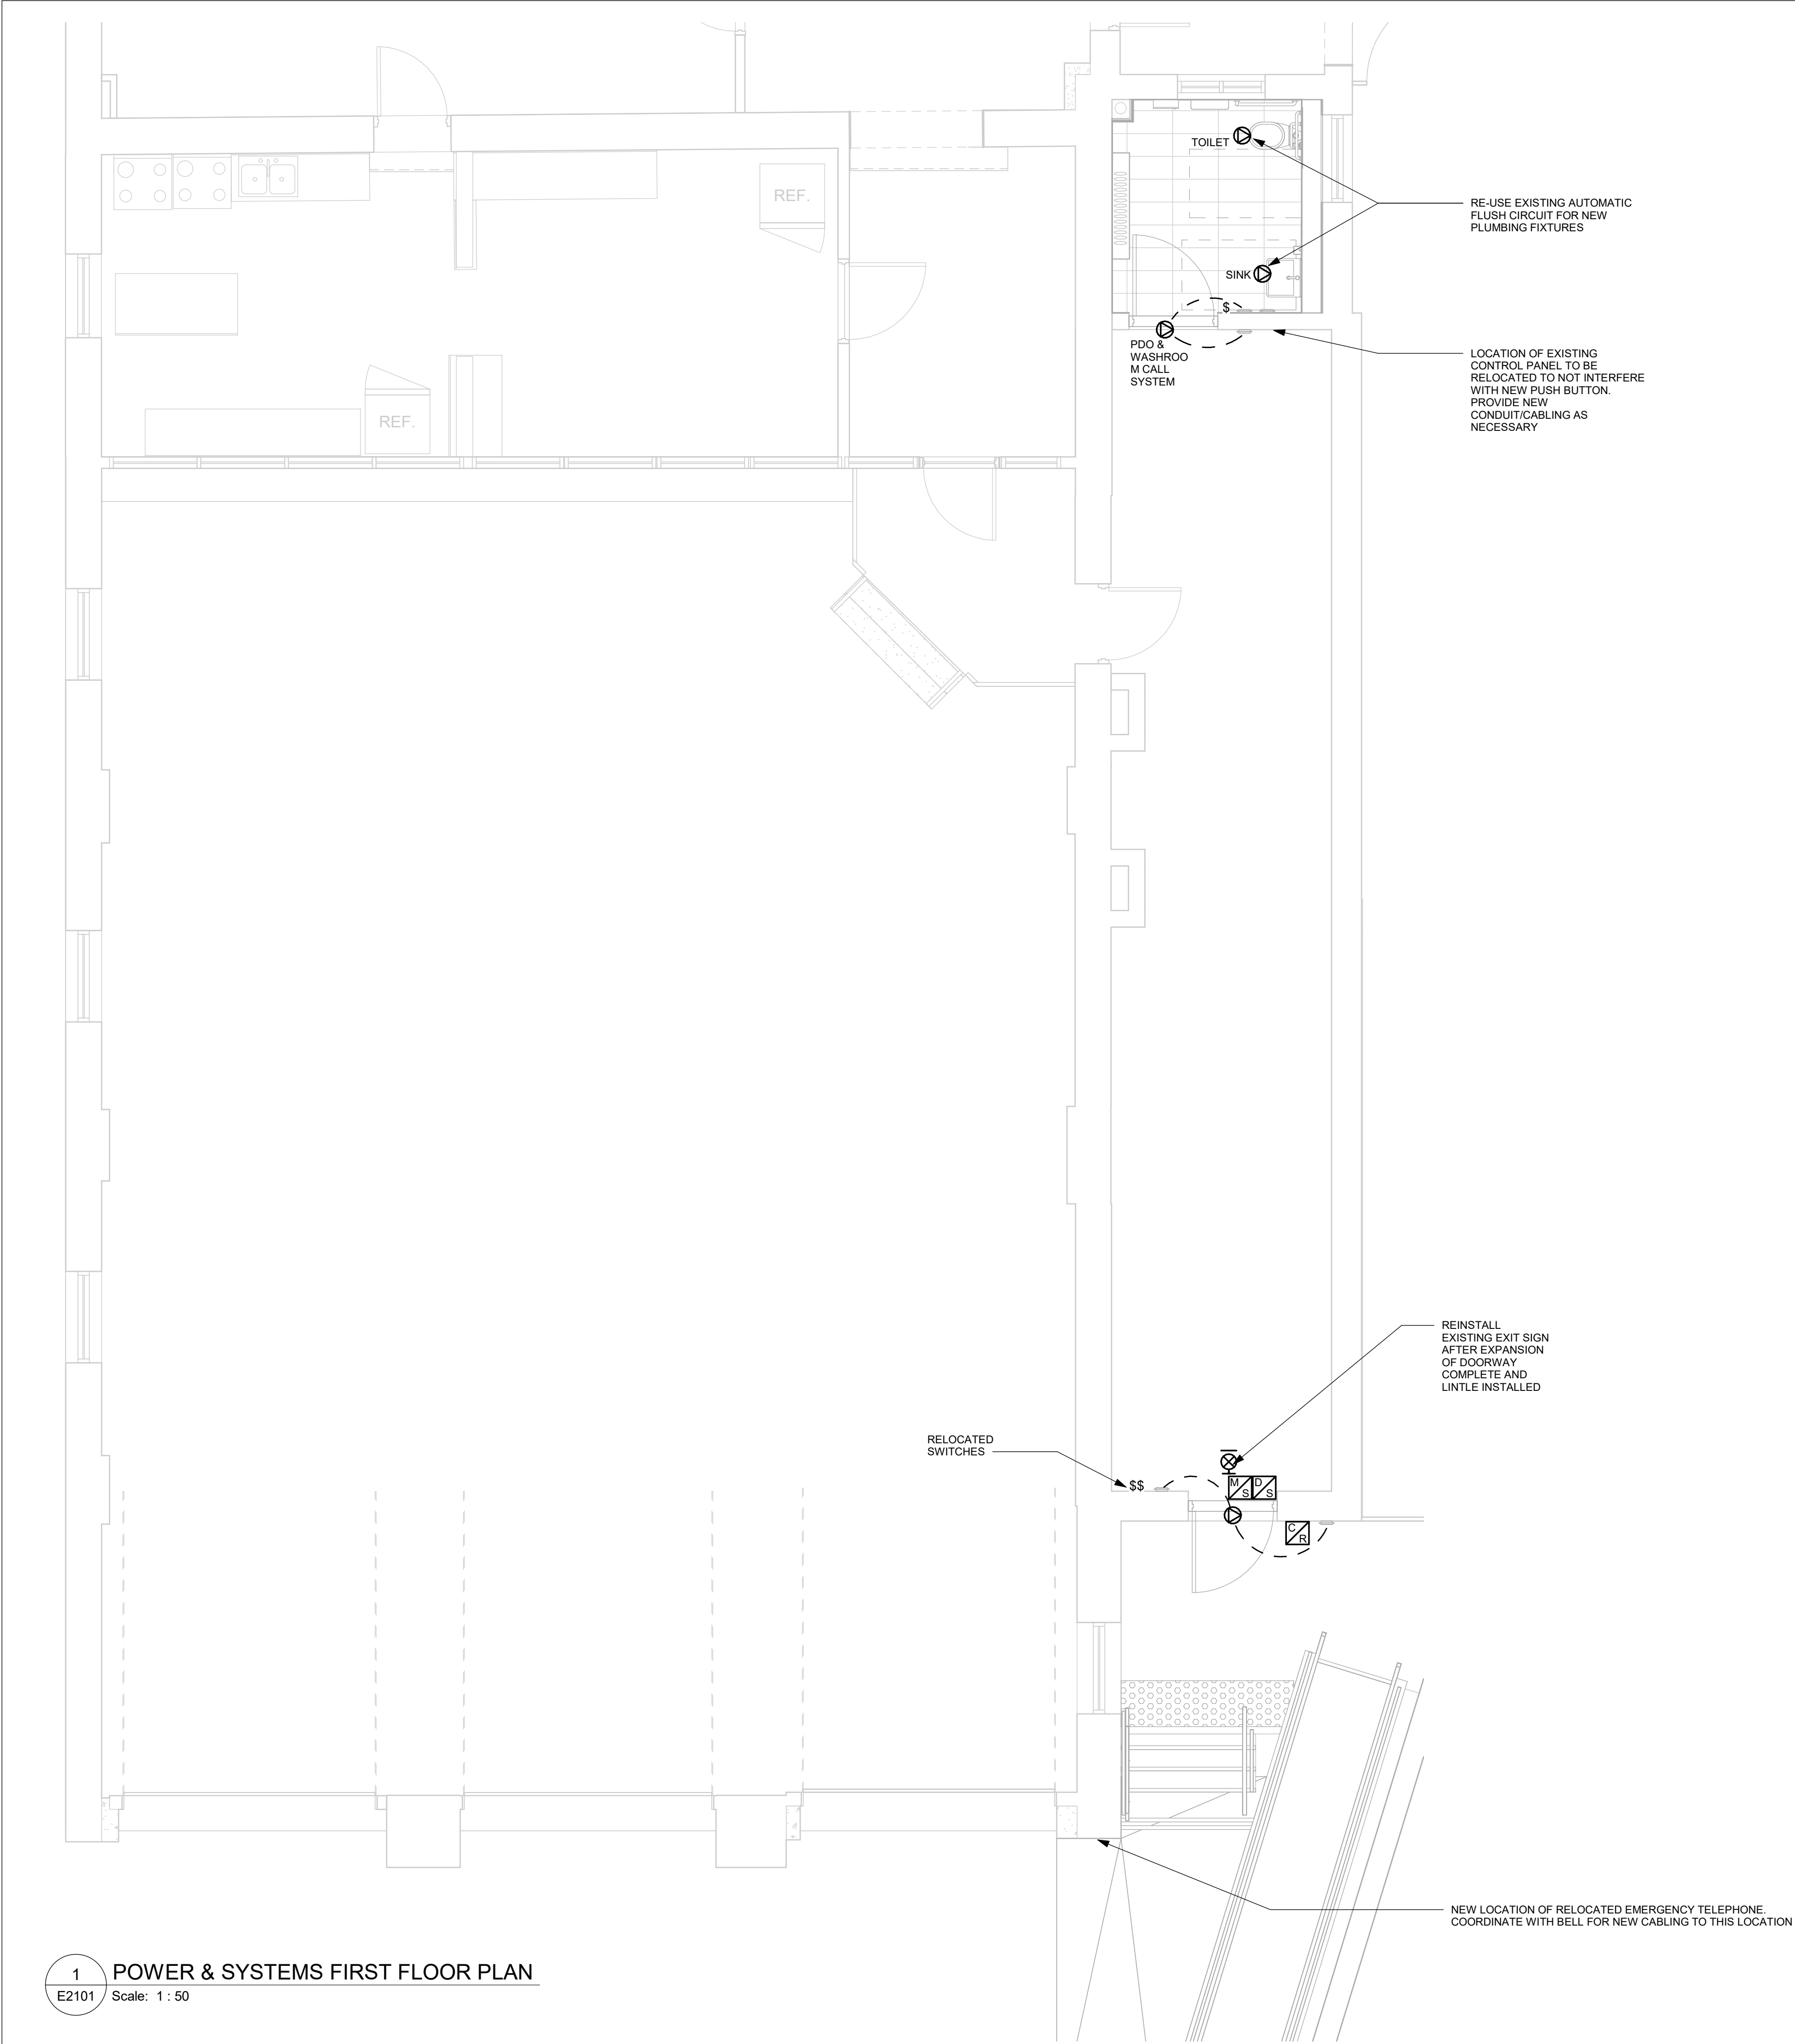 TOILET
REF.
RE-USE EXISTING AUTOMATIC
FLUSH CIRCUIT FOR NEW
PLUMBING FIXTURES
SINK
$
PDO &
WASHROO
M CALL
SYSTEM
LOCATION OF EXISTING
CONTROL PANEL TO BE
RELOCATED TO NOT INTERFERE
WITH NEW PUSH BUTTON.
PROVIDE NEW
CONDUIT/CABLING AS
NECESSARY
REF.
REINSTALL
EXISTING EXIT SIGN
AFTER EXPANSION
OF DOORWAY
COMPLETE AND
LINTLE INSTALLED
RELOCATED
SWITCHES
$$
M S
D S
C R
NEW LOCATION OF RELOCATED EMERGENCY TELEPHONE.
COORDINATE WITH BELL FOR NEW CABLING TO THIS LOCATION
1
E2101
POWER & SYSTEMS FIRST FLOOR PLAN
Scale: 1 : 50